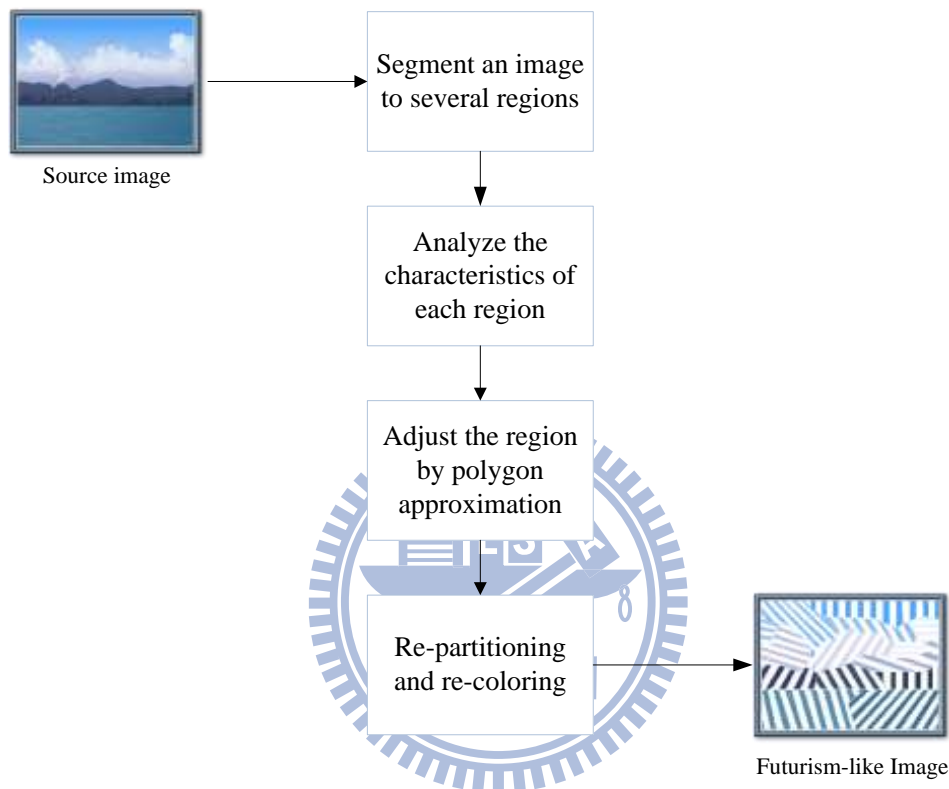 Source image
Segment an image
to several regions
Analyze the
characteristics of
each region
Adjust the region
by polygon
approximation
Re-partitioning
and re-coloring
Futurism-like Image